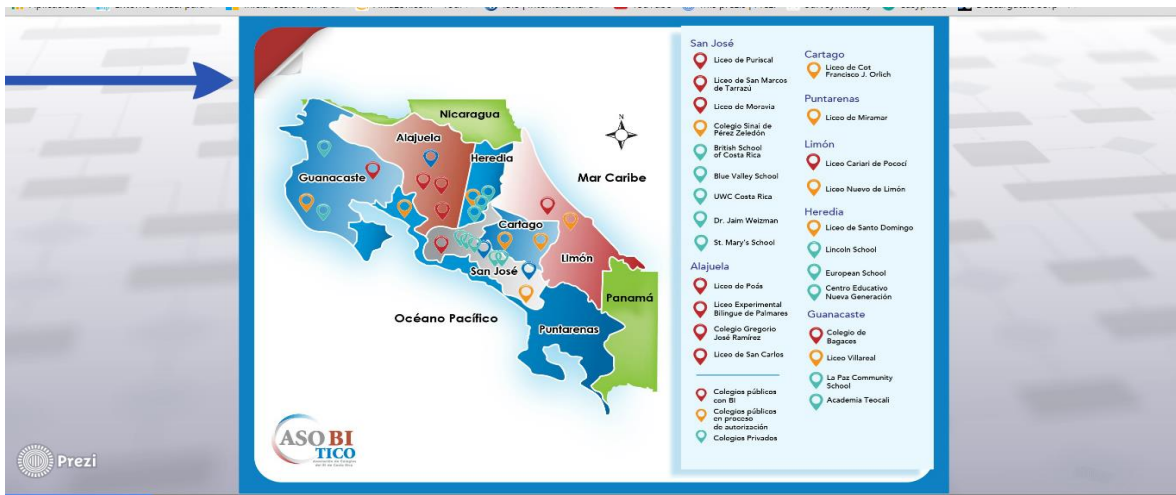 Nicaragua
Alajuela
Heredia
Guanacaste
Mar Caribe
Cartago
San José
Limón
Panamá
Océano Pacífico
Puntarenas
N
ASOBI
TICO
Prezi
San José
Liceo de Puriscal
Liceo de San Marcos
de Tarrazú
Liceo de Moravia
Colegio Sinai de
Pérez Zeledón
British School
of Costa Rica
Blue Valley School
UWC Costa Rica
Dr. Jaim Weizman
St. Mary's School
Alajuela
Liceo de Poás
Liceo Experimental
Bilingue de Palmares
Colegio Gregorio
José Ramírez
Liceo de San Carlos
Colegios públicos
con BI
Colegios públicos
en proceso
de autorización
Colegios Privados
Cartago
Liceo de Cot
Francisco J. Orlich
Puntarenas
Liceo de Miramar
Limón
Liceo Cariari de Pococí
Liceo Nuevo de Limón
Heredia
Liceo de Santo Domingo
Lincoln School
European School
Centro Educativo
Nueva Generación
Guanacaste
Colegio de
Bagaces
Liceo Villareal
La Paz Community
School
Academia Teocali